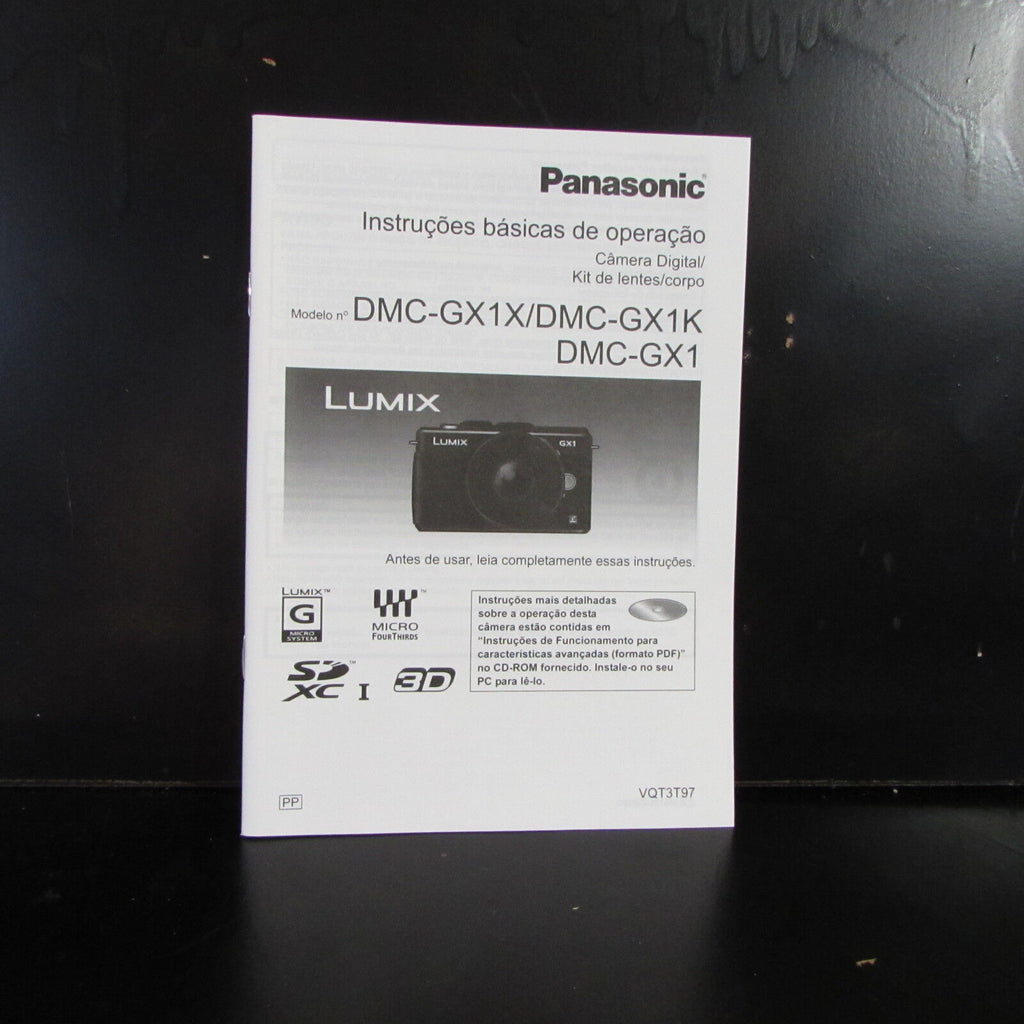 Panasonic®
Instruções básicas de operação
Câmera Digital/
Kit de lentes/corpo
Modelo nº DMC-GX1X/DMC-GX1K
DMC-GX1
LUMIX
LUMIX GX1
Antes de usar, leia completamente essas instruções.
LUMIX™
G
MICRO
SYSTEM
™
MICRO
FOURTHIRDS
SD™
XC I
3D
Instruções mais detalhadas
sobre a operação desta
câmera estão contidas em
“Instruções de Funcionamento para
características avançadas (formato PDF)”
no CD-ROM fornecido. Instale-o no seu
PC para lê-lo.
PP
VQT3T97